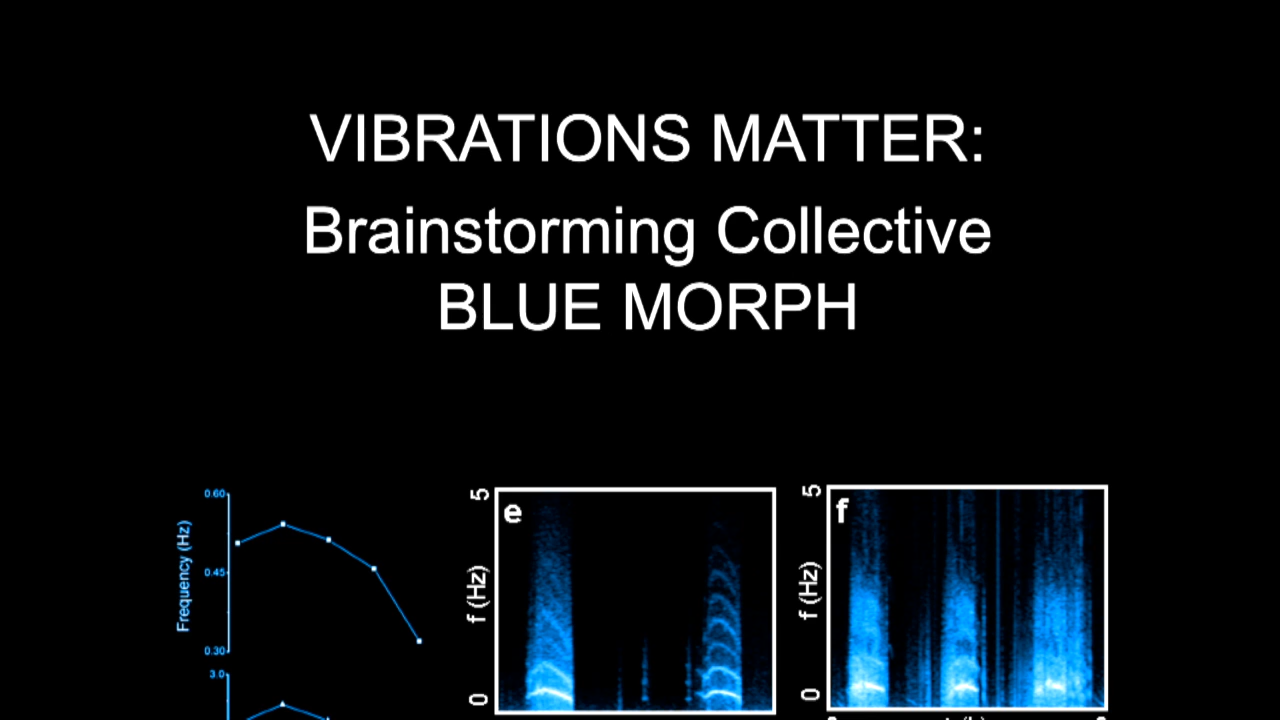 VIBRATIONS MATTER:
Brainstorming Collective
BLUE MORPH
0.60
0.45
0.30
Frequency (Hz)
3.0
5
e
f (Hz)
0
5
f
f (Hz)
0